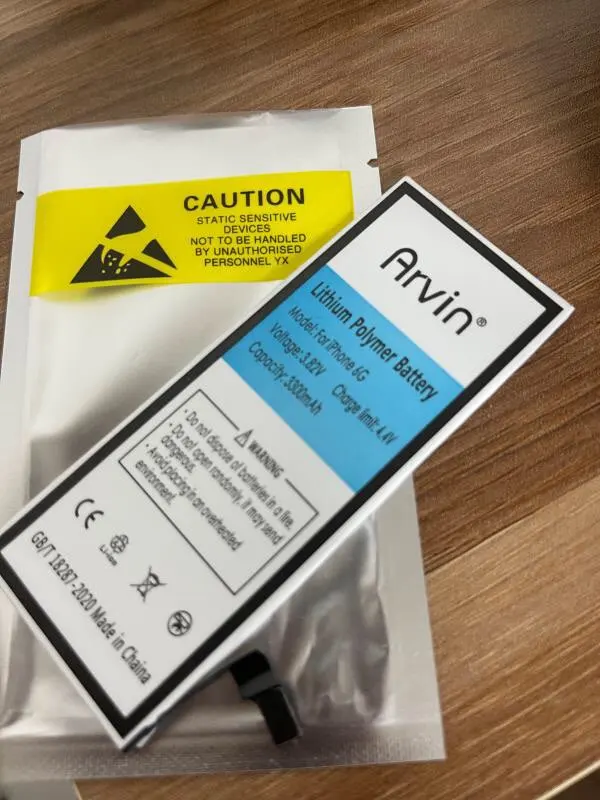 CAUTION
STATIC SENSITIVE
DEVICES
NOT TO BE HANDLED
BY UNAUTHORISED
PERSONNEL YX
Arvin®
Lithium Polymer Battery
Model: For iPhone 6G
Voltage: 3.82V Charge limit: 4.4V
Capacity: 3300mAh
WARNING
· Do not dispose of batteries in a fire.
· Do not open randomly, it may send
dangerous.
· Avoid placing in an overheated
environment.
CE
Li-ion
GB/T 18287-2020 Made in Chaina